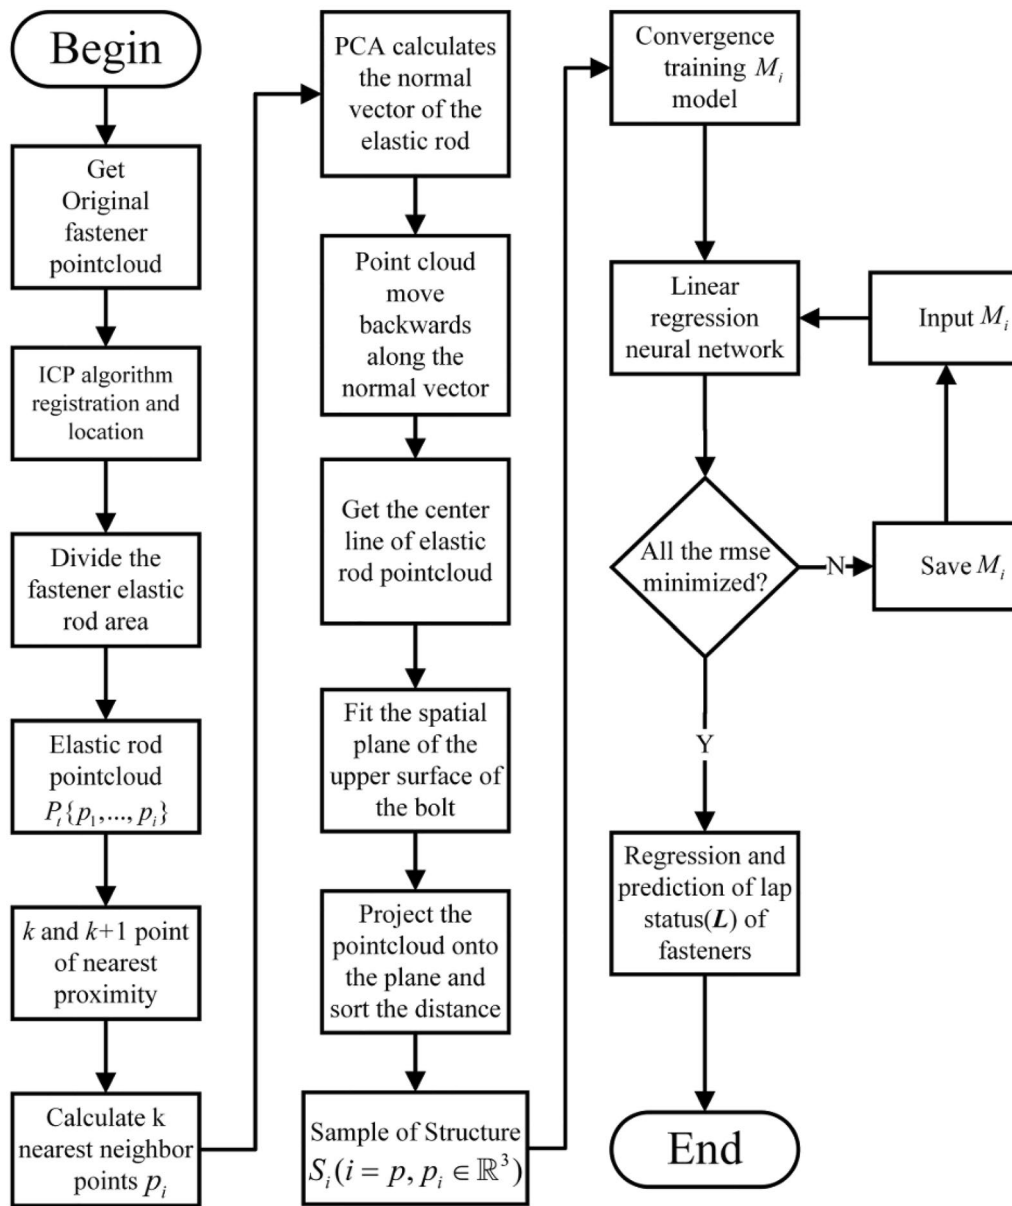 Begin
Get
Original
fastener
pointcloud
ICP algorithm
registration and
location
Divide the
fastener elastic
rod area
Elastic rod
pointcloud
P_t{p_1,...,p_i}
k and k+1 point
of nearest
proximity
Calculate k
nearest neighbor
points p_i
PCA calculates
the normal
vector of the
elastic rod
Point cloud
move
backwards
along the
normal vector
Get the center
line of elastic
rod pointcloud
Fit the spatial
plane of the
upper surface of
the bolt
Project the
pointcloud onto
the plane and
sort the distance
Sample of Structure
S_i(i = p, p_i ∈ ℝ³)
Convergence
training M_i
model
Linear
regression
neural network
Input M_i
All the rmse
minimized?
N
Save M_i
Y
Regression and
prediction of lap
status(L) of
fasteners
End